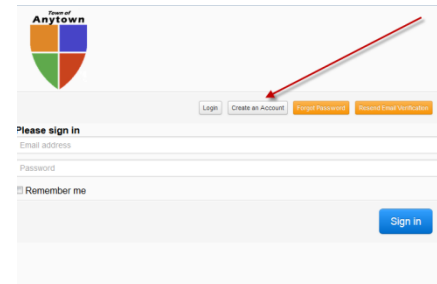 Town of
Anytown
Login Create an Account Forgot Password Resend Email Verification
Please sign in
Email address
Password
Remember me
Sign in